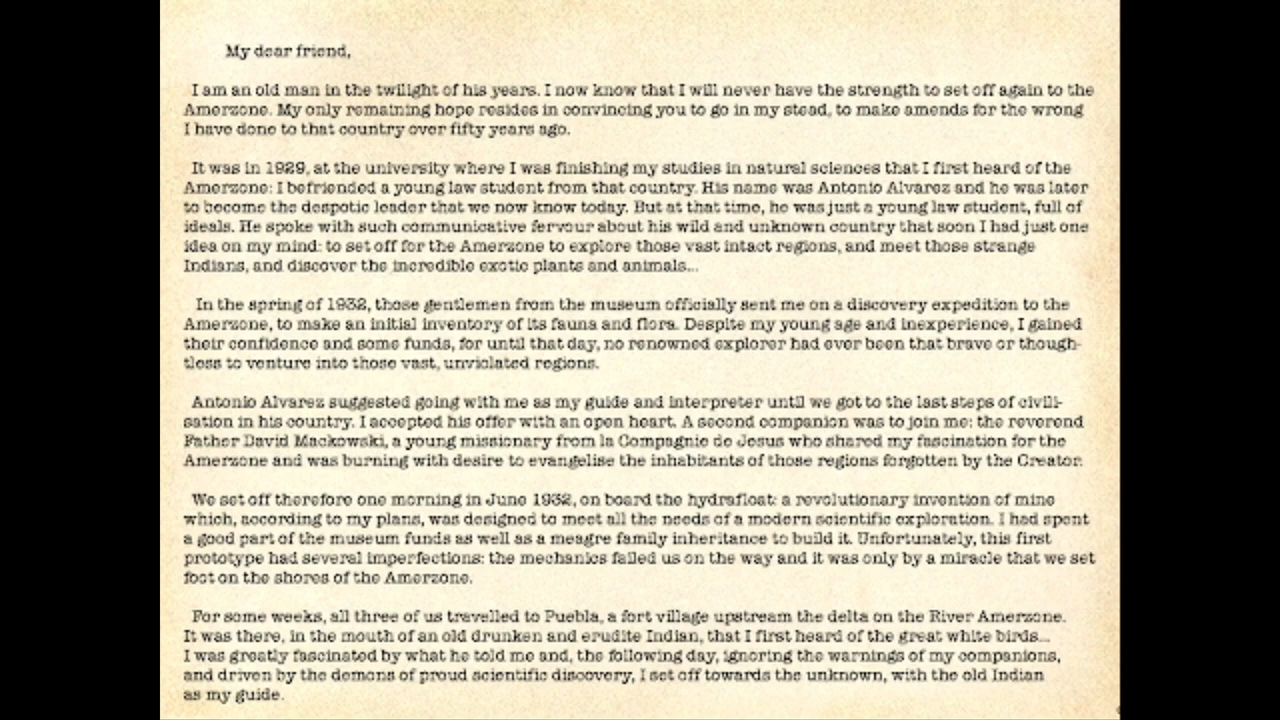 My dear friend,
I am an old man in the twilight of his years. I now know that I will never have the strength to set off again to the
Amerzone. My only remaining hope resides in convincing you to go in my stead, to make amends for the wrong
I have done to that country over fifty years ago.
It was in 1929, at the university where I was finishing my studies in natural sciences that I first heard of the
Amerzone: I befriended a young law student from that country. His name was Antonio Alvarez and he was later
to become the despotic leader that we now know today. But at that time, he was just a young law student, full of
ideals. He spoke with such communicative fervour about his wild and unknown country that soon I had just one
idea on my mind: to set off for the Amerzone to explore those vast intact regions, and meet those strange
Indians, and discover the incredible exotic plants and animals...
In the spring of 1932, those gentlemen from the museum officially sent me on a discovery expedition to the
Amerzone, to make an initial inventory of its fauna and flora. Despite my young age and inexperience, I gained
their confidence and some funds, for until that day, no renowned explorer had ever been that brave or though-
tless to venture into those vast, unviolated regions.
Antonio Alvarez suggested going with me as my guide and interpreter until we got to the last steps of civili-
sation in his country. I accepted his offer with an open heart. A second companion was to join me: the reverend
Father David Mackowski, a young missionary from la Compagnie de Jesus who shared my fascination for the
Amerzone and was burning with desire to evangelise the inhabitants of those regions forgotten by the Creator.
We set off therefore one morning in June 1932, on board the hydrafloat: a revolutionary invention of mine
which, according to my plans, was designed to meet all the needs of a modern scientific exploration. I had spent
a good part of the museum funds as well as a meagre family inheritance to build it. Unfortunately, this first
prototype had several imperfections: the mechanics failed us on the way and it was only by a miracle that we set
foot on the shores of the Amerzone.
For some weeks, all three of us travelled to Puebla, a fort village upstream the delta on the River Amerzone.
It was there, in the mouth of an old drunken and erudite Indian, that I first heard of the great white birds...
I was greatly fascinated by what he told me and, the following day, ignoring the warnings of my companions,
and driven by the demons of proud scientific discovery, I set off towards the unknown, with the old Indian
as my guide.